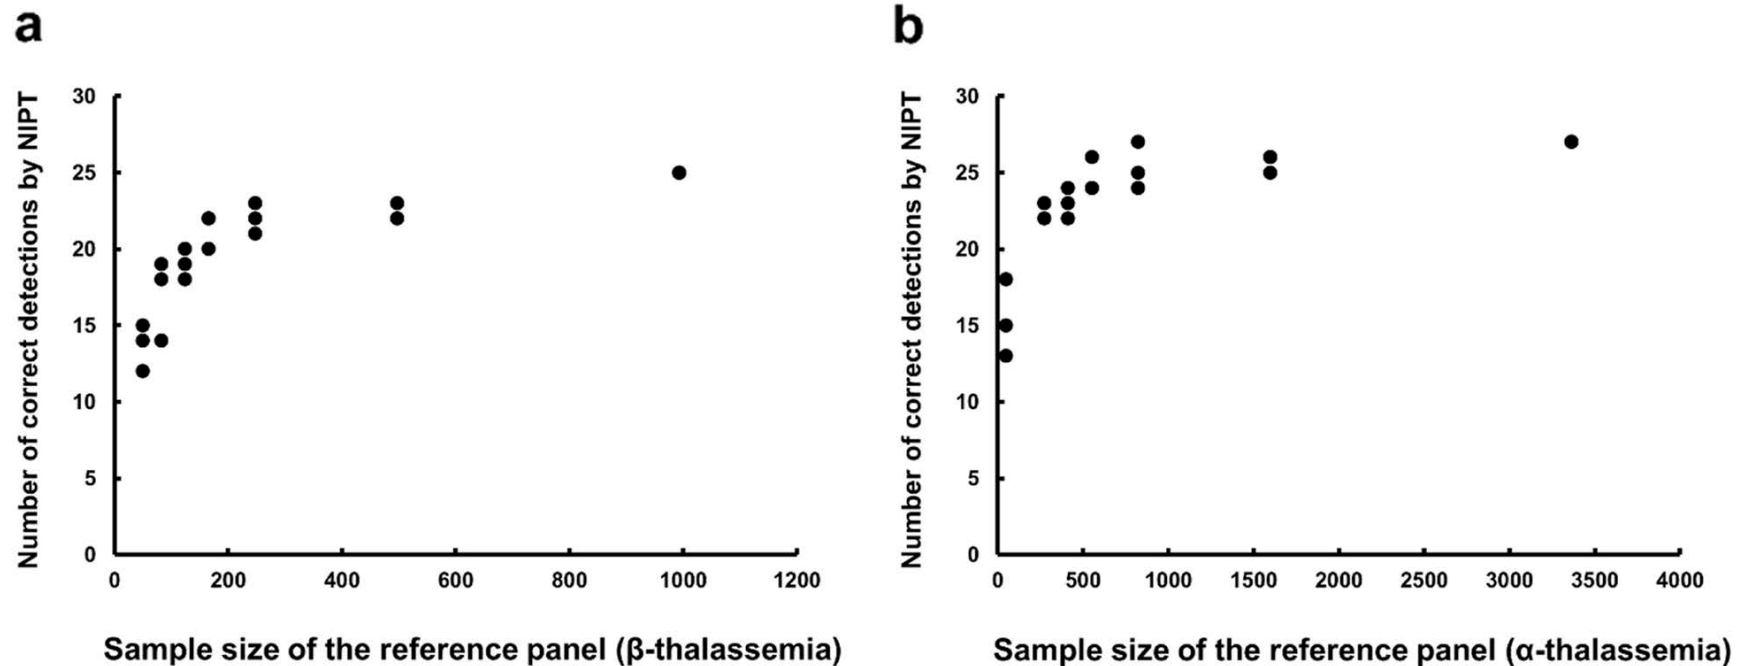 a
b
Number of correct detections by NIPT
30
25
20
15
10
5
0
0 200 400 600 800 1000 1200
Sample size of the reference panel (β-thalassemia)
Number of correct detections by NIPT
30
25
20
15
10
5
0
0 500 1000 1500 2000 2500 3000 3500 4000
Sample size of the reference panel (α-thalassemia)